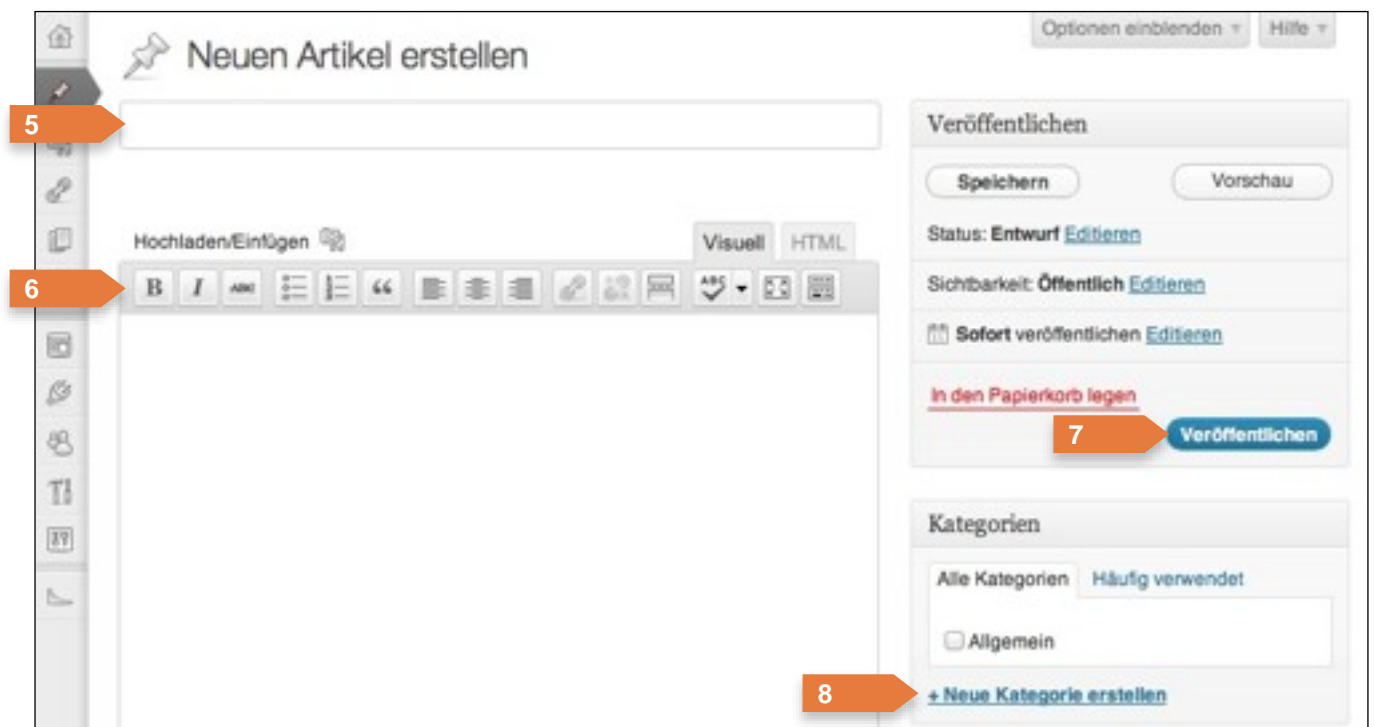 Optionen einblenden Hilfe
Neuen Artikel erstellen
5
Veröffentlichen
Speichern Vorschau
Hochladen/Einfügen Visuell HTML
Status: Entwurf Editieren
6
B I ABC “ ABC
Sichtbarkeit: Öffentlich Editieren
Sofort veröffentlichen Editieren
In den Papierkorb legen
7 Veröffentlichen
Kategorien
Alle Kategorien Häufig verwendet
Allgemein
8 + Neue Kategorie erstellen